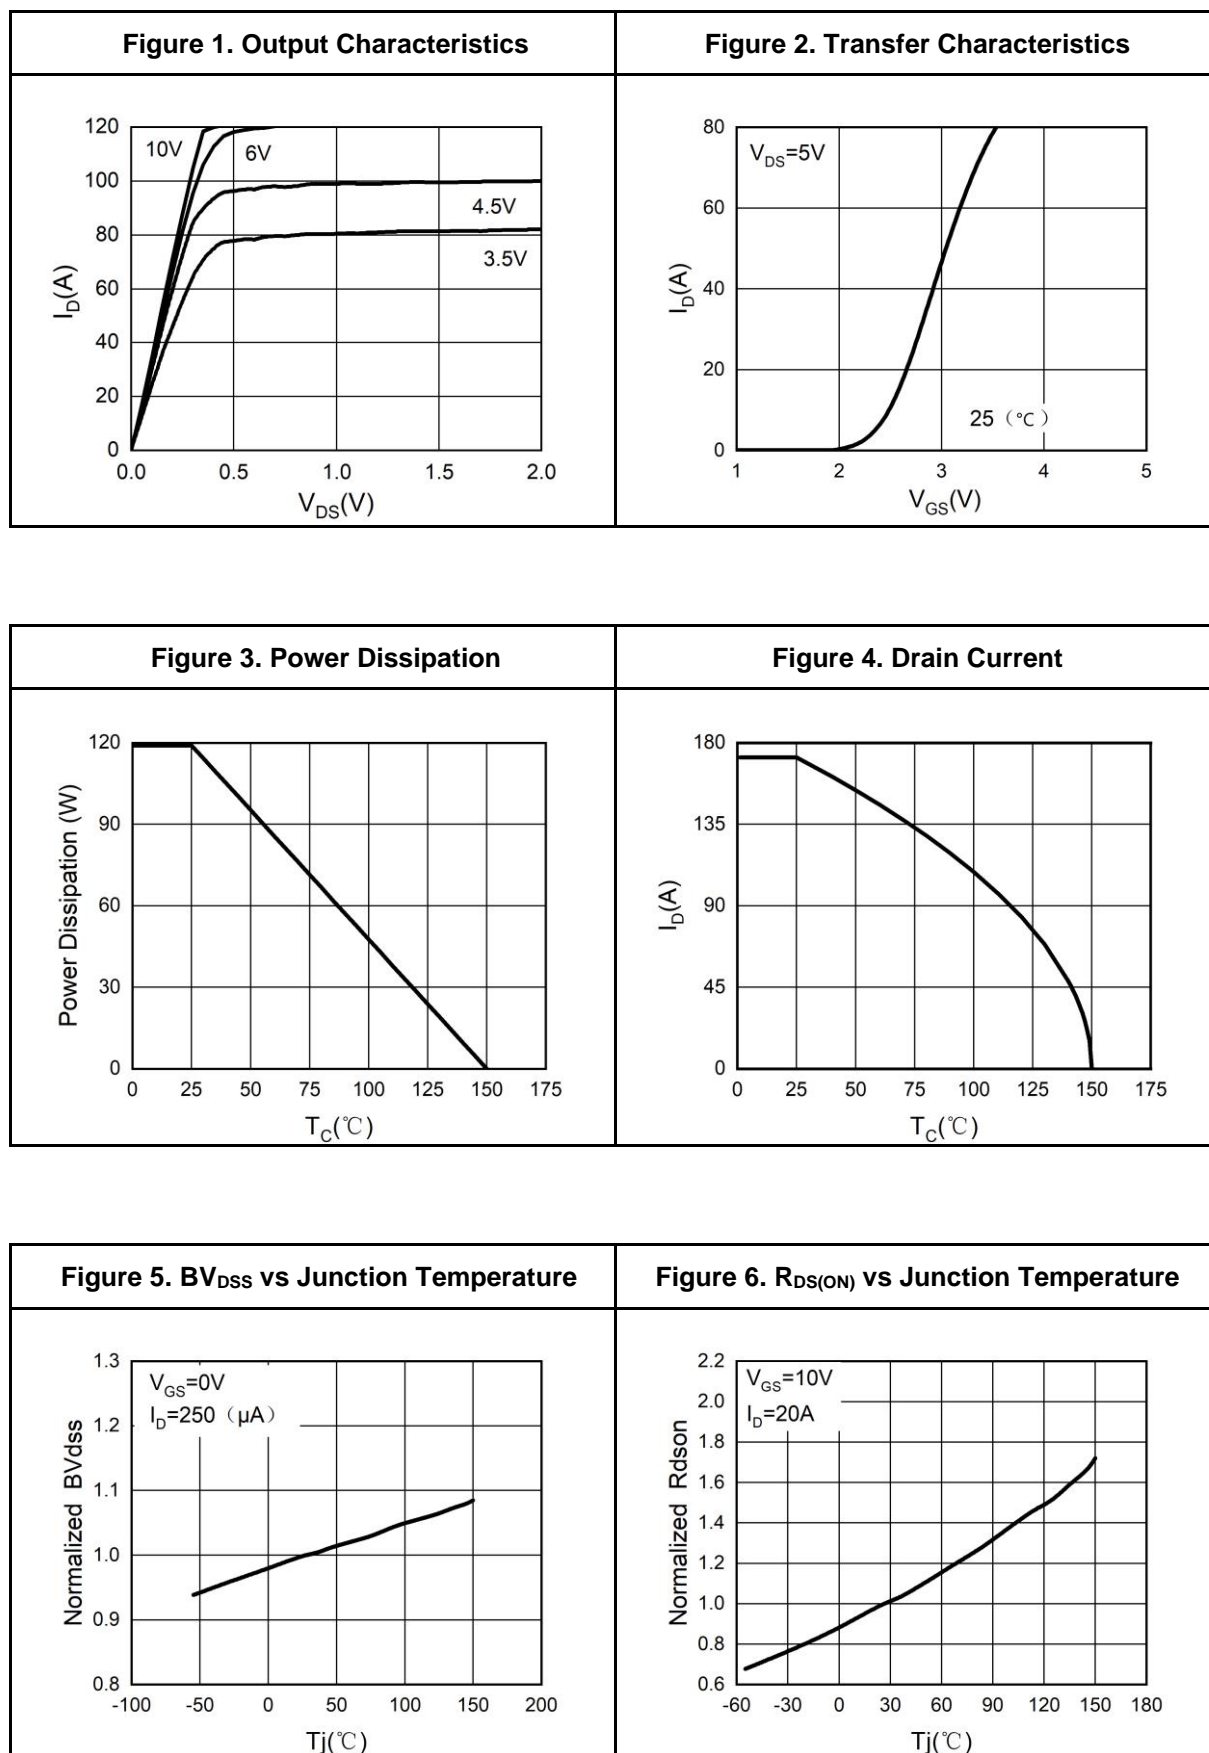 Figure 1. Output Characteristics
Figure 2. Transfer Characteristics
120
100
80
60
40
20
0
I_D(A)
10V
6V
4.5V
3.5V
0.0 0.5 1.0 1.5 2.0
V_DS(V)
80
60
40
20
0
I_D(A)
V_DS=5V
25（℃）
1 2 3 4 5
V_GS(V)
Figure 3. Power Dissipation
Figure 4. Drain Current
120
90
60
30
0
Power Dissipation (W)
0 25 50 75 100 125 150 175
T_C(℃)
180
135
90
45
0
I_D(A)
0 25 50 75 100 125 150 175
T_C(℃)
Figure 5. BV_DSS vs Junction Temperature
Figure 6. R_DS(ON) vs Junction Temperature
1.3
1.2
1.1
1.0
0.9
0.8
Normalized BVdss
V_GS=0V
I_D=250（μA）
-100 -50 0 50 100 150 200
Tj(℃)
2.2
2.0
1.8
1.6
1.4
1.2
1.0
0.8
0.6
Normalized Rdson
V_GS=10V
I_D=20A
-60 -30 0 30 60 90 120 150 180
Tj(℃)